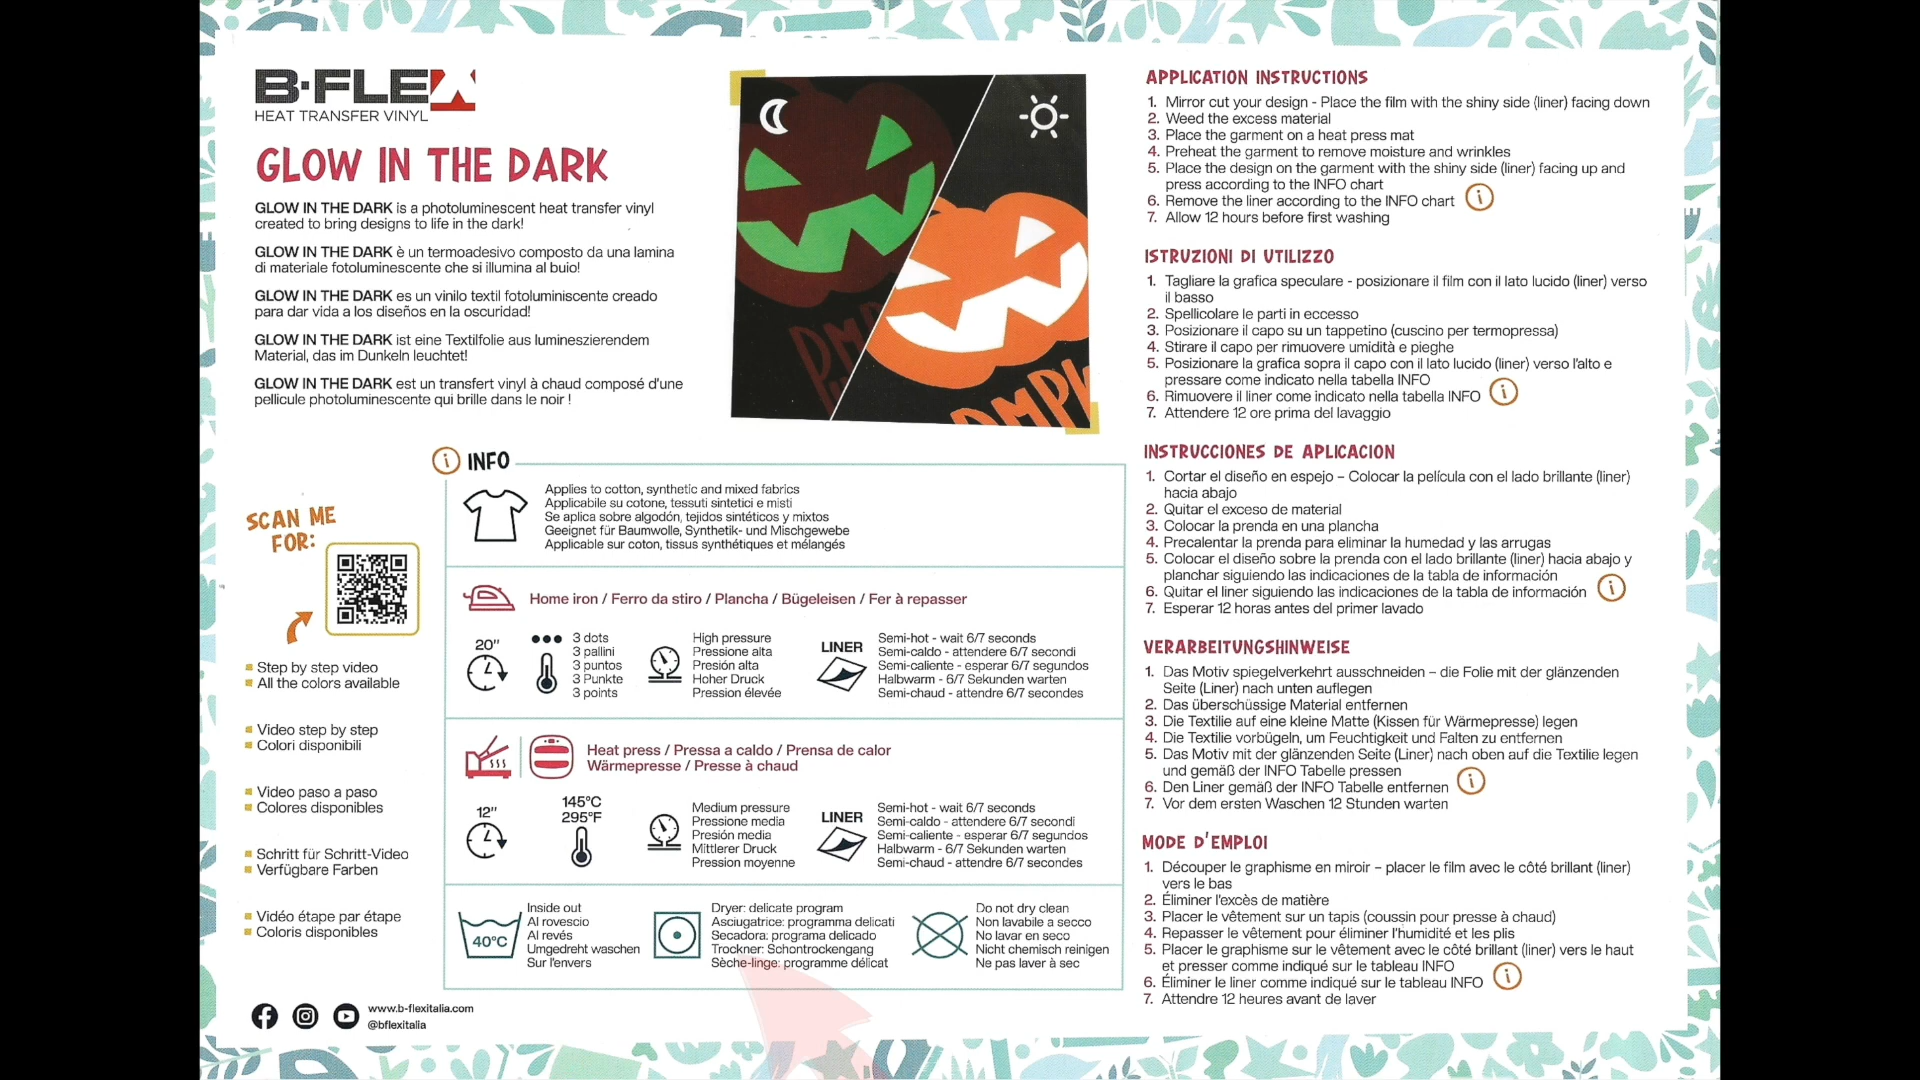 B·FLEX
HEAT TRANSFER VINYL
GLOW IN THE DARK
GLOW IN THE DARK is a photoluminescent heat transfer vinyl
created to bring designs to life in the dark!
GLOW IN THE DARK è un termoadesivo composto da una lamina
di materiale fotoluminescente che si illumina al buio!
GLOW IN THE DARK es un vinilo textil fotoluminiscente creado
para dar vida a los diseños en la oscuridad!
GLOW IN THE DARK ist eine Textilfolie aus lumineszierendem
Material, das im Dunkeln leuchtet!
GLOW IN THE DARK est un transfert vinyl à chaud composé d'une
pellicule photoluminescente qui brille dans le noir !
SCAN ME
FOR:
Step by step video
All the colors available
Video step by step
Colori disponibili
Video paso a paso
Colores disponibles
Schritt für Schritt-Video
Verfügbare Farben
Vidéo étape par étape
Coloris disponibles
www.b-flexitalia.com
@bflexitalia
i INFO
Applies to cotton, synthetic and mixed fabrics
Applicabile su cotone, tessuti sintetici e misti
Se aplica sobre algodón, tejidos sintéticos y mixtos
Geeignet für Baumwolle, Synthetik- und Mischgewebe
Applicable sur coton, tissus synthétiques et mélangés
Home iron / Ferro da stiro / Plancha / Bügeleisen / Fer à repasser
20"
3 dots
3 pallini
3 puntos
3 Punkte
3 points
High pressure
Pressione alta
Presión alta
Hoher Druck
Pression élevée
LINER
Semi-hot - wait 6/7 seconds
Semi-caldo - attendere 6/7 secondi
Semi-caliente - esperar 6/7 segundos
Halbwarm - 6/7 Sekunden warten
Semi-chaud - attendre 6/7 secondes
Heat press / Pressa a caldo / Prensa de calor
Wärmepresse / Presse à chaud
12"
145°C
295°F
Medium pressure
Pressione media
Presión media
Mittlerer Druck
Pression moyenne
LINER
Semi-hot - wait 6/7 seconds
Semi-caldo - attendere 6/7 secondi
Semi-caliente - esperar 6/7 segundos
Halbwarm - 6/7 Sekunden warten
Semi-chaud - attendre 6/7 secondes
40°C
Inside out
Al rovescio
Al revés
Umgedreht waschen
Sur l'envers
Dryer: delicate program
Asciugatrice: programma delicati
Secadora: programa delicado
Trockner: Schontrockengang
Sèche-linge: programme délicat
Do not dry clean
Non lavabile a secco
No lavar en seco
Nicht chemisch reinigen
Ne pas laver à sec
APPLICATION INSTRUCTIONS
1. Mirror cut your design - Place the film with the shiny side (liner) facing down
2. Weed the excess material
3. Place the garment on a heat press mat
4. Preheat the garment to remove moisture and wrinkles
5. Place the design on the garment with the shiny side (liner) facing up and
press according to the INFO chart
6. Remove the liner according to the INFO chart i
7. Allow 12 hours before first washing
ISTRUZIONI DI UTILIZZO
1. Tagliare la grafica speculare - posizionare il film con il lato lucido (liner) verso
il basso
2. Spellicolare le parti in eccesso
3. Posizionare il capo su un tappetino (cuscino per termopressa)
4. Stirare il capo per rimuovere umidità e pieghe
5. Posizionare la grafica sopra il capo con il lato lucido (liner) verso l'alto e
pressare come indicato nella tabella INFO
6. Rimuovere il liner come indicato nella tabella INFO i
7. Attendere 12 ore prima del lavaggio
INSTRUCCIONES DE APLICACION
1. Cortar el diseño en espejo – Colocar la película con el lado brillante (liner)
hacia abajo
2. Quitar el exceso de material
3. Colocar la prenda en una plancha
4. Precalentar la prenda para eliminar la humedad y las arrugas
5. Colocar el diseño sobre la prenda con el lado brillante (liner) hacia abajo y
planchar siguiendo las indicaciones de la tabla de información
6. Quitar el liner siguiendo las indicaciones de la tabla de información i
7. Esperar 12 horas antes del primer lavado
VERARBEITUNGSHINWEISE
1. Das Motiv spiegelverkehrt ausschneiden – die Folie mit der glänzenden
Seite (Liner) nach unten auflegen
2. Das überschüssige Material entfernen
3. Die Textilie auf eine kleine Matte (Kissen für Wärmepresse) legen
4. Die Textilie vorbügeln, um Feuchtigkeit und Falten zu entfernen
5. Das Motiv mit der glänzenden Seite (Liner) nach oben auf die Textilie legen
und gemäß der INFO Tabelle pressen
6. Den Liner gemäß der INFO Tabelle entfernen i
7. Vor dem ersten Waschen 12 Stunden warten
MODE D'EMPLOI
1. Découper le graphisme en miroir – placer le film avec le côté brillant (liner)
vers le bas
2. Éliminer l'excès de matière
3. Placer le vêtement sur un tapis (coussin pour presse à chaud)
4. Repasser le vêtement pour éliminer l'humidité et les plis
5. Placer le graphisme sur le vêtement avec le côté brillant (liner) vers le haut
et presser comme indiqué sur le tableau INFO
6. Éliminer le liner comme indiqué sur le tableau INFO i
7. Attendre 12 heures avant de laver